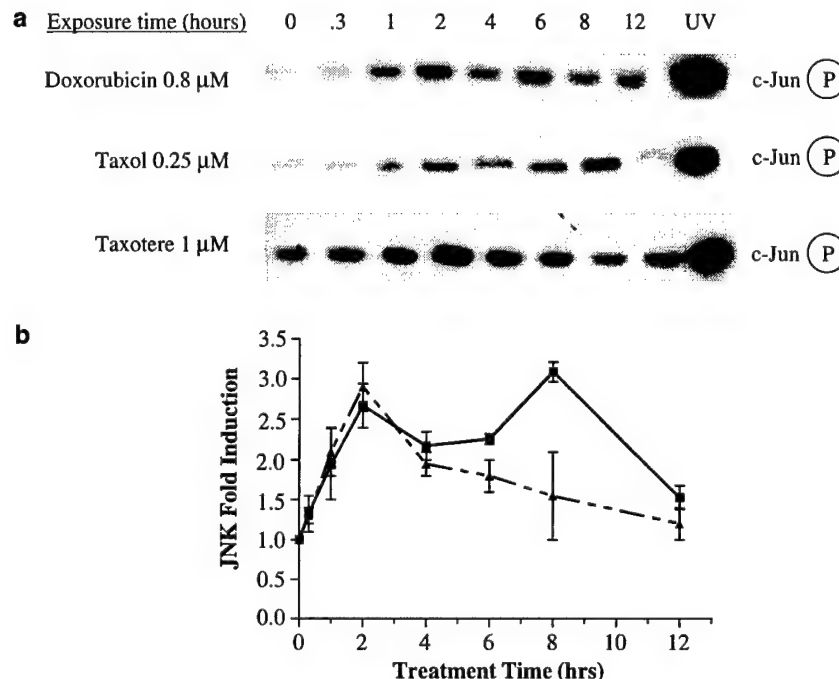 a Exposure time (hours) 0 .3 1 2 4 6 8 12 UV
Doxorubicin 0.8 µM c-Jun P
Taxol 0.25 µM c-Jun P
Taxotere 1 µM c-Jun P
b
3.5
3.0
2.5
2.0
1.5
1.0
0.5
0.0
JNK Fold Induction
0 2 4 6 8 10 12
Treatment Time (hrs)